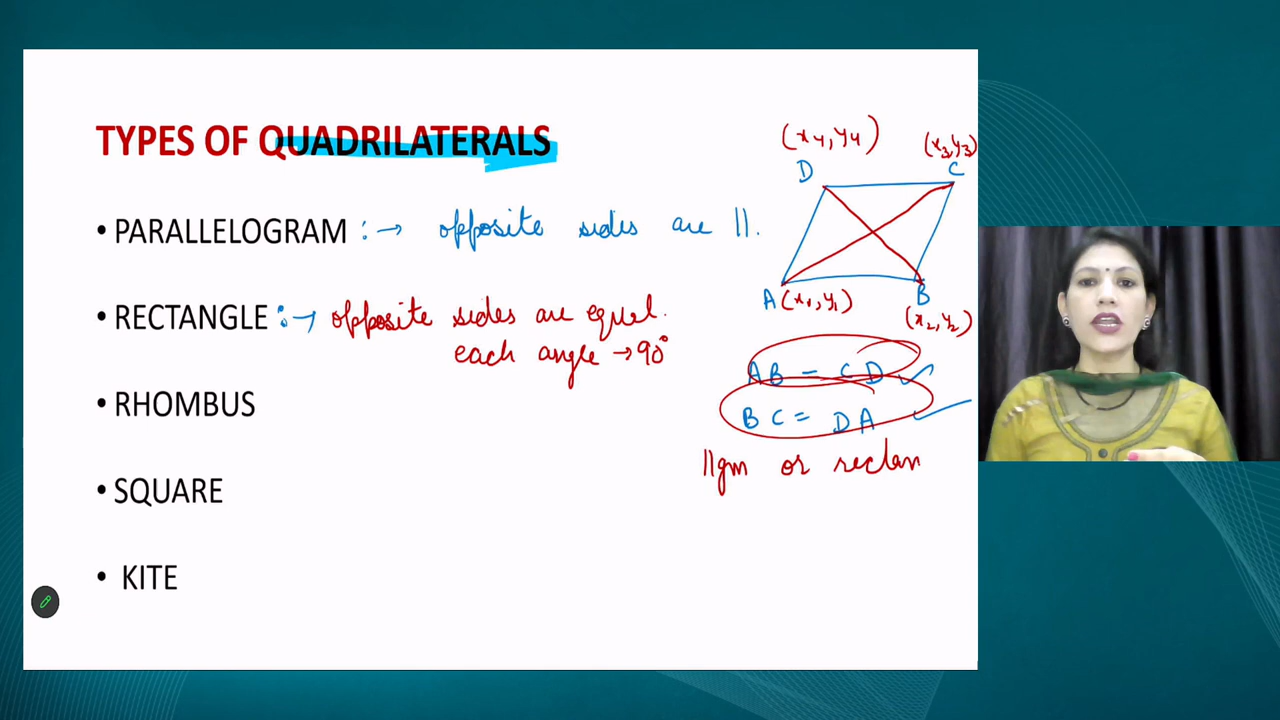 TYPES OF QUADRILATERALS
• PARALLELOGRAM :→ opposite sides are ||.
• RECTANGLE :→ opposite sides are equal.
each angle → 90°
• RHOMBUS
• SQUARE
• KITE
(x4, y4)
(x3, y3)
D
C
A (x1, y1)
B
(x2, y2)
AB = CD ✓
BC = DA ✓
||gm or rectan